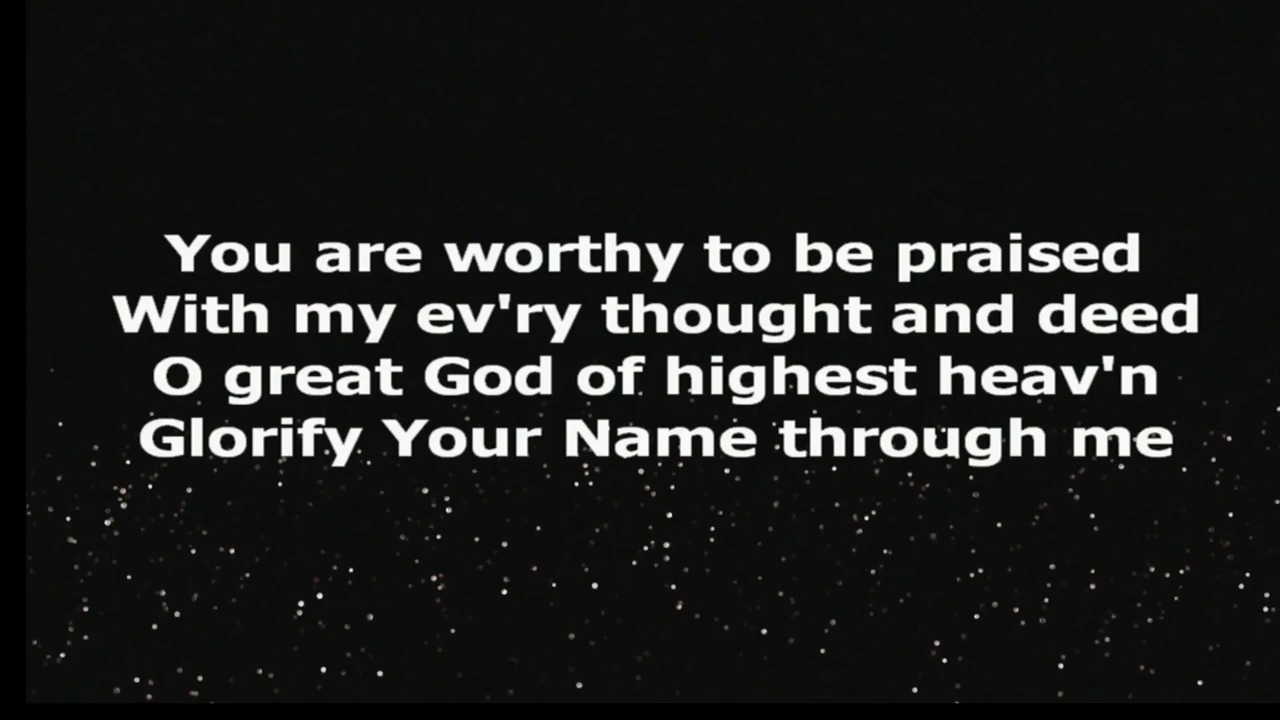 You are worthy to be praised
With my ev'ry thought and deed
O great God of highest heav'n
Glorify Your Name through me